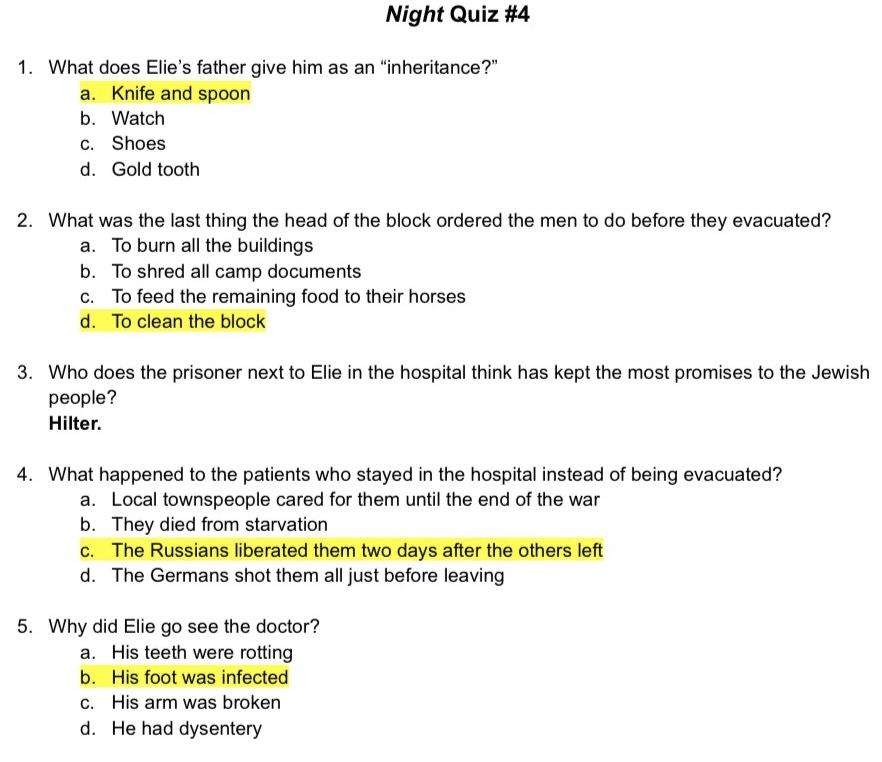 Night Quiz #4
1. What does Elie's father give him as an “inheritance?”
a. Knife and spoon
b. Watch
c. Shoes
d. Gold tooth
2. What was the last thing the head of the block ordered the men to do before they evacuated?
a. To burn all the buildings
b. To shred all camp documents
c. To feed the remaining food to their horses
d. To clean the block
3. Who does the prisoner next to Elie in the hospital think has kept the most promises to the Jewish
people?
Hilter.
4. What happened to the patients who stayed in the hospital instead of being evacuated?
a. Local townspeople cared for them until the end of the war
b. They died from starvation
c. The Russians liberated them two days after the others left
d. The Germans shot them all just before leaving
5. Why did Elie go see the doctor?
a. His teeth were rotting
b. His foot was infected
c. His arm was broken
d. He had dysentery